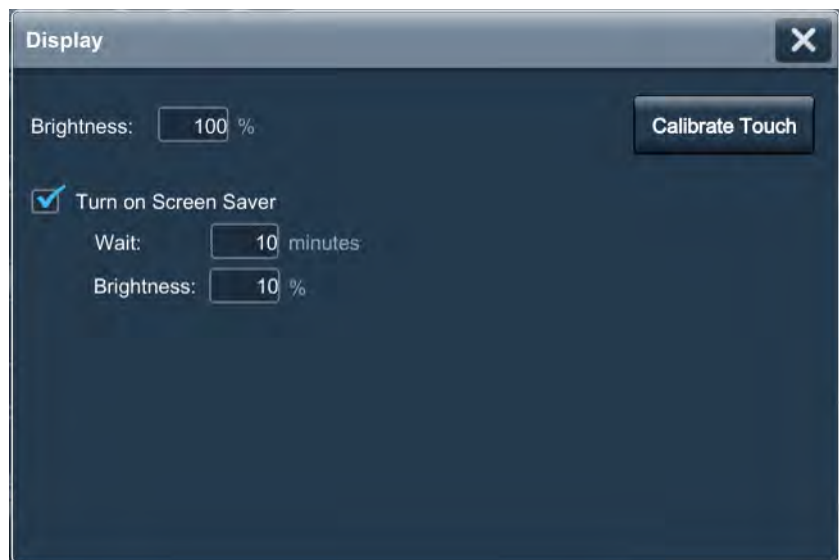 Display
Brightness: 100 %
Calibrate Touch
Turn on Screen Saver
Wait: 10 minutes
Brightness: 10 %